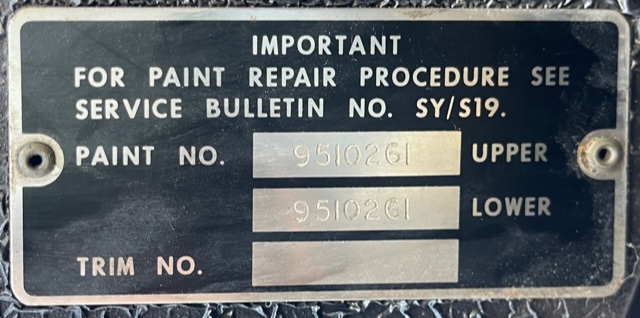 IMPORTANT
FOR PAINT REPAIR PROCEDURE SEE
SERVICE BULLETIN NO. SY/S19.
PAINT NO. 9510261 UPPER
9510261 LOWER
TRIM NO.